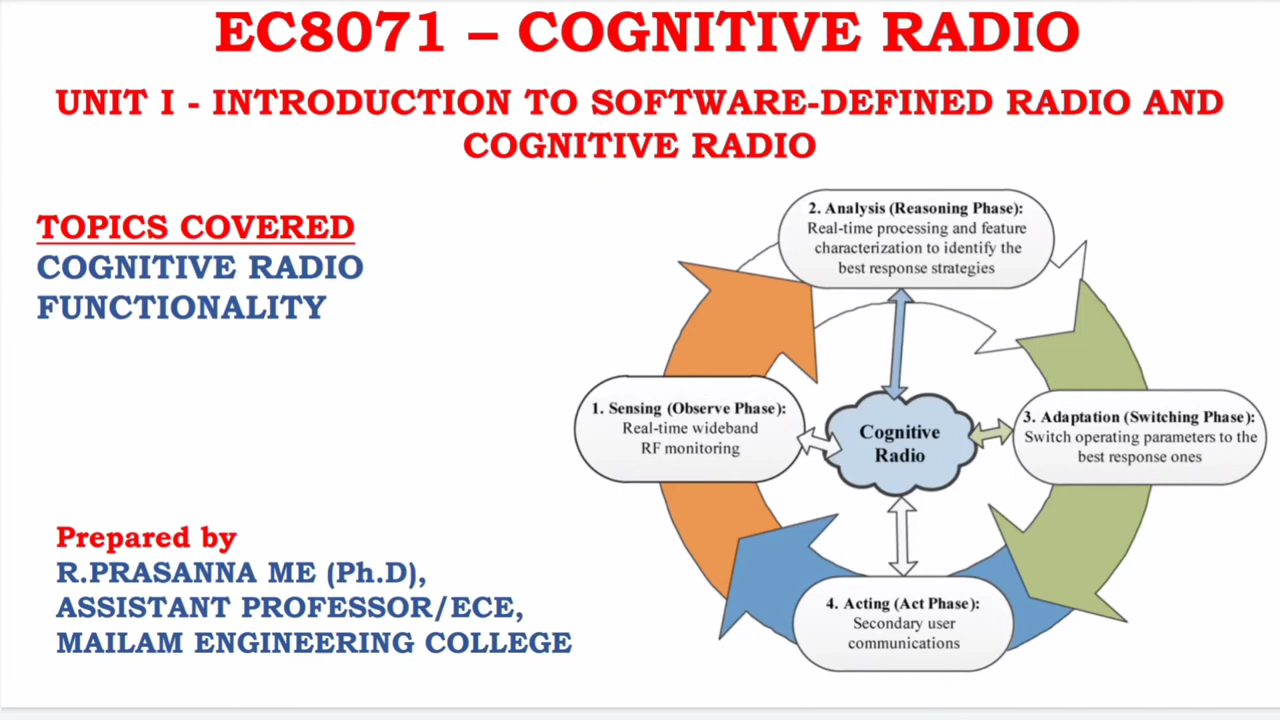 EC8071 – COGNITIVE RADIO
UNIT I - INTRODUCTION TO SOFTWARE-DEFINED RADIO AND
COGNITIVE RADIO
TOPICS COVERED
COGNITIVE RADIO
FUNCTIONALITY
2. Analysis (Reasoning Phase):
Real-time processing and feature
characterization to identify the
best response strategies
1. Sensing (Observe Phase):
Real-time wideband
RF monitoring
Cognitive
Radio
3. Adaptation (Switching Phase):
Switch operating parameters to the
best response ones
4. Acting (Act Phase):
Secondary user
communications
Prepared by
R.PRASANNA ME (Ph.D),
ASSISTANT PROFESSOR/ECE,
MAILAM ENGINEERING COLLEGE